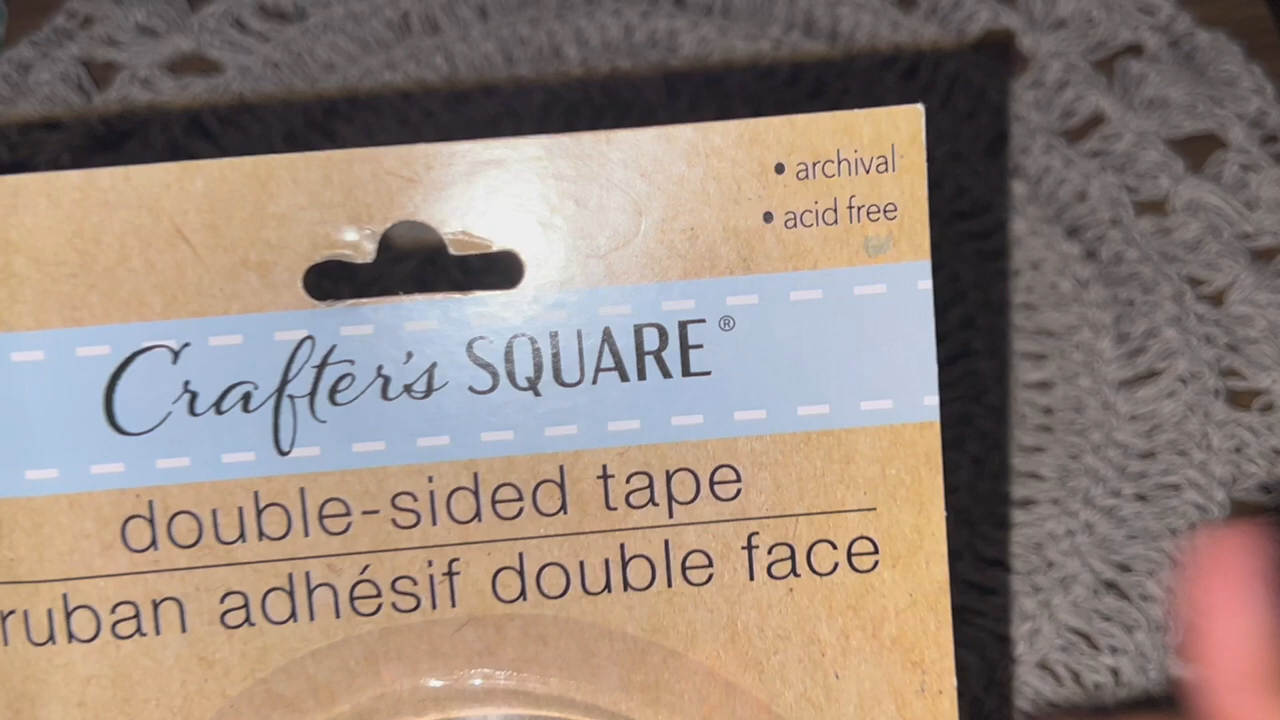 • archival
• acid free
Crafter's SQUARE®
double-sided tape
ruban adhésif double face